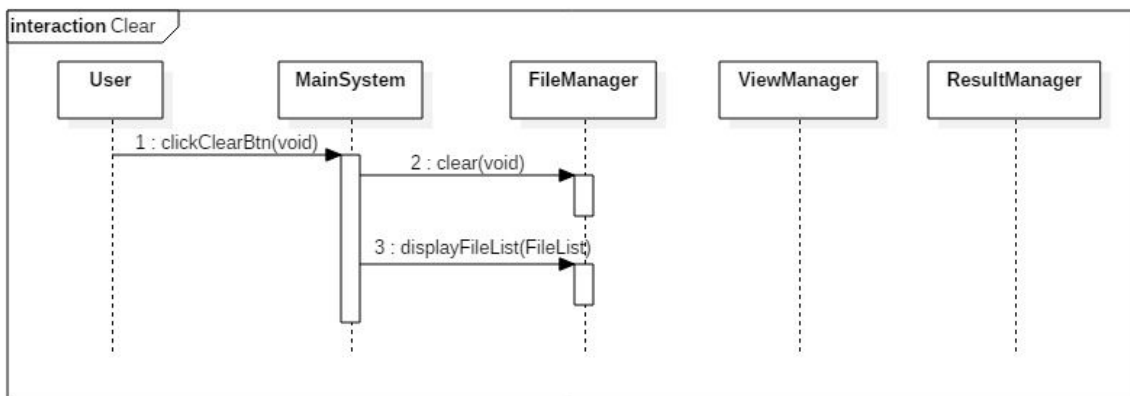 interaction Clear
User
MainSystem
FileManager
ViewManager
ResultManager
1 : clickClearBtn(void)
2 : clear(void)
3 : displayFileList(FileList)